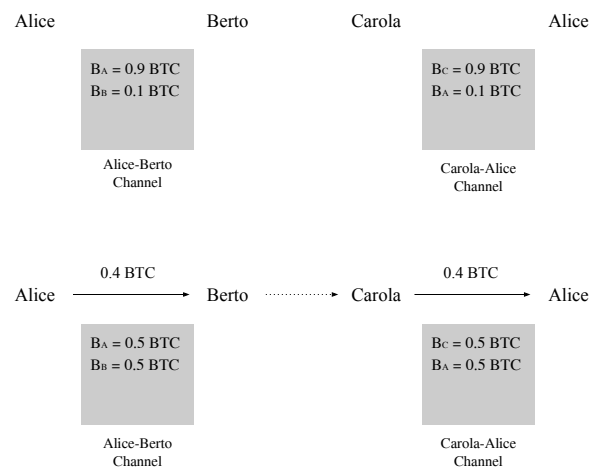 Alice Berto Carola Alice
BA = 0.9 BTC
BB = 0.1 BTC
Alice-Berto
Channel
BC = 0.9 BTC
BA = 0.1 BTC
Carola-Alice
Channel
0.4 BTC 0.4 BTC
Alice Berto Carola Alice
BA = 0.5 BTC
BB = 0.5 BTC
Alice-Berto
Channel
BC = 0.5 BTC
BA = 0.5 BTC
Carola-Alice
Channel